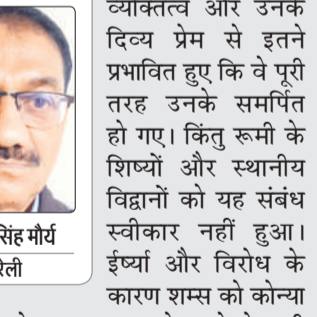 व्यक्तित्व और उनके
दिव्य प्रेम से इतने
प्रभावित हुए कि वे पूरी
तरह उनके समर्पित
हो गए। किंतु रूमी के
शिष्यों और स्थानीय
विद्वानों को यह संबंध
स्वीकार नहीं हुआ।
ईर्ष्या और विरोध के
कारण शम्स को कोन्या
सिंह मौर्य